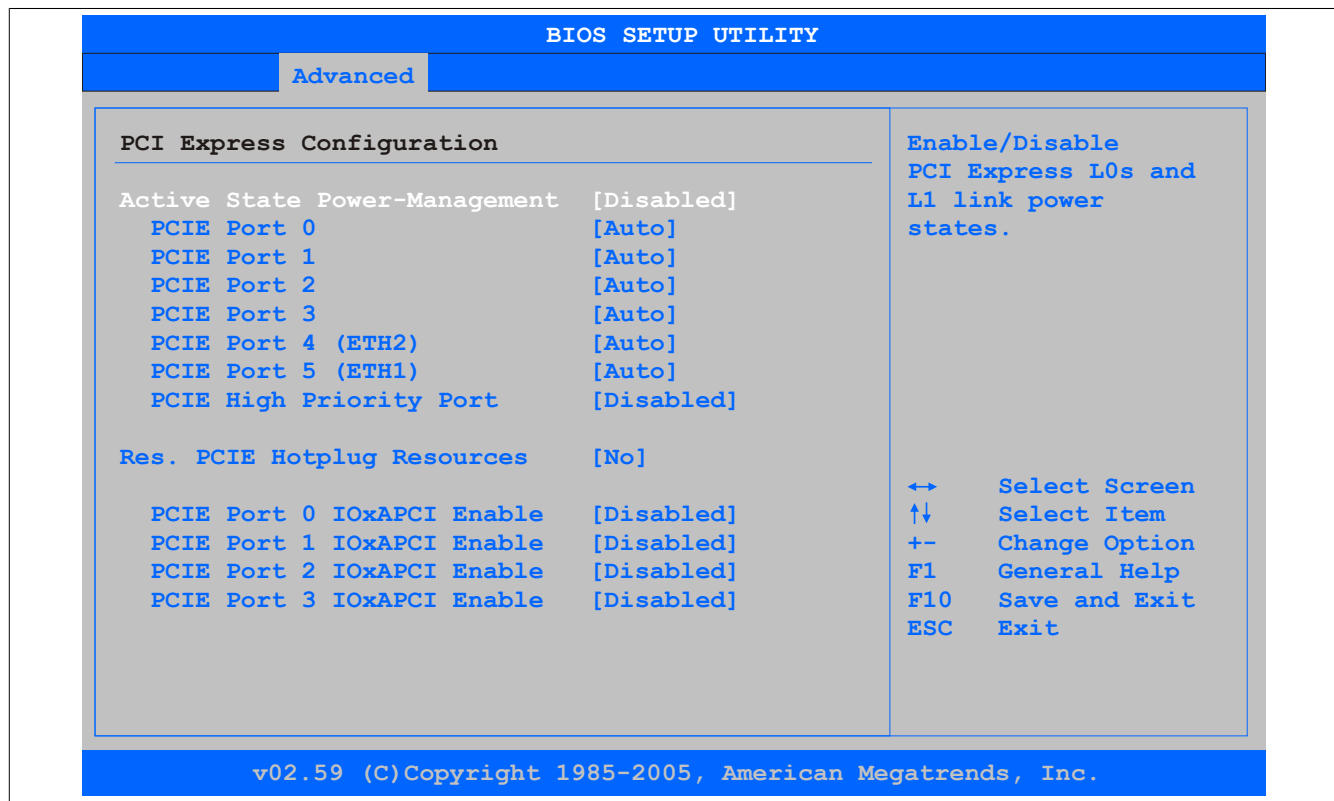 BIOS SETUP UTILITY
Advanced
PCI Express Configuration
Active State Power-Management [Disabled]
PCIE Port 0 [Auto]
PCIE Port 1 [Auto]
PCIE Port 2 [Auto]
PCIE Port 3 [Auto]
PCIE Port 4 (ETH2) [Auto]
PCIE Port 5 (ETH1) [Auto]
PCIE High Priority Port [Disabled]
Res. PCIE Hotplug Resources [No]
PCIE Port 0 IOxAPCI Enable [Disabled]
PCIE Port 1 IOxAPCI Enable [Disabled]
PCIE Port 2 IOxAPCI Enable [Disabled]
PCIE Port 3 IOxAPCI Enable [Disabled]
Enable/Disable
PCI Express L0s and
L1 link power
states.
↔ Select Screen
↑↓ Select Item
+- Change Option
F1 General Help
F10 Save and Exit
ESC Exit
v02.59 (C)Copyright 1985-2005, American Megatrends, Inc.